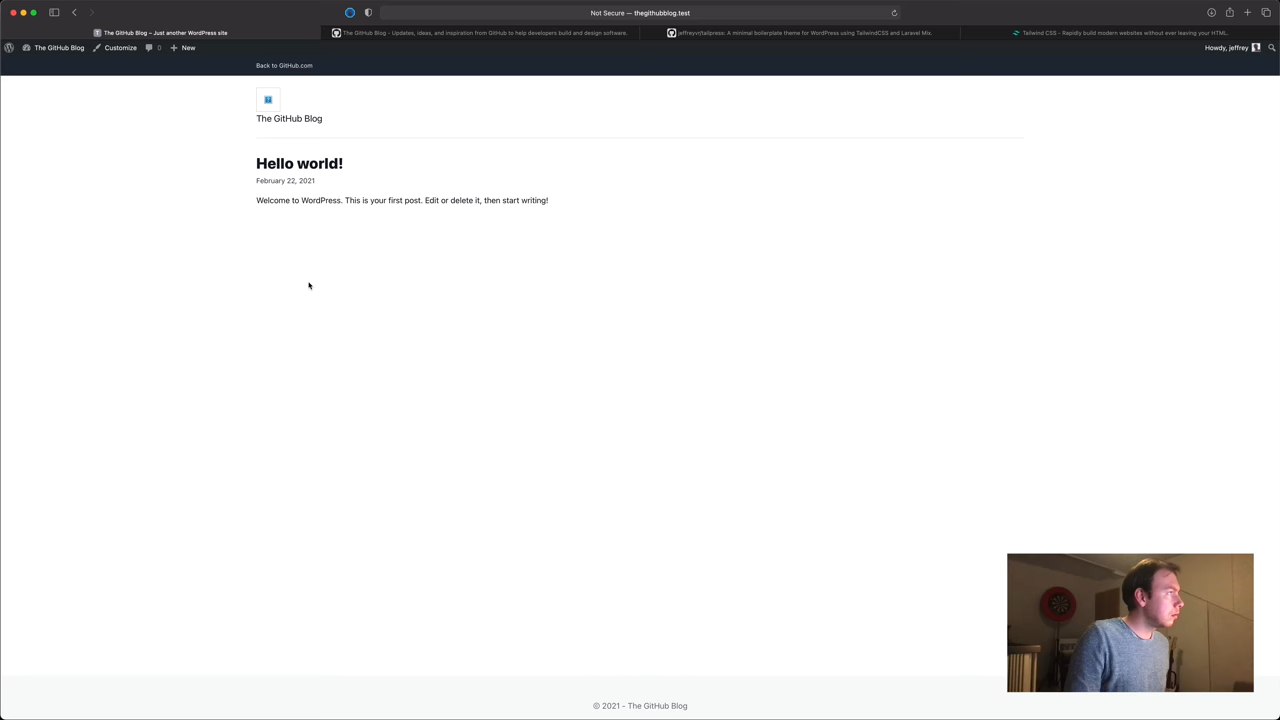 Not Secure — thegithubblog.test
The GitHub Blog – Just another WordPress site
The GitHub Blog - Updates, ideas, and inspiration from GitHub to help developers build and design software.
jeffreyvr/tailpress: A minimal boilerplate theme for WordPress using TailwindCSS and Laravel Mix.
Tailwind CSS - Rapidly build modern websites without ever leaving your HTML.
The GitHub Blog
Customize
0
New
Howdy, jeffrey
Back to GitHub.com
The GitHub Blog
Hello world!
February 22, 2021
Welcome to WordPress. This is your first post. Edit or delete it, then start writing!
© 2021 - The GitHub Blog